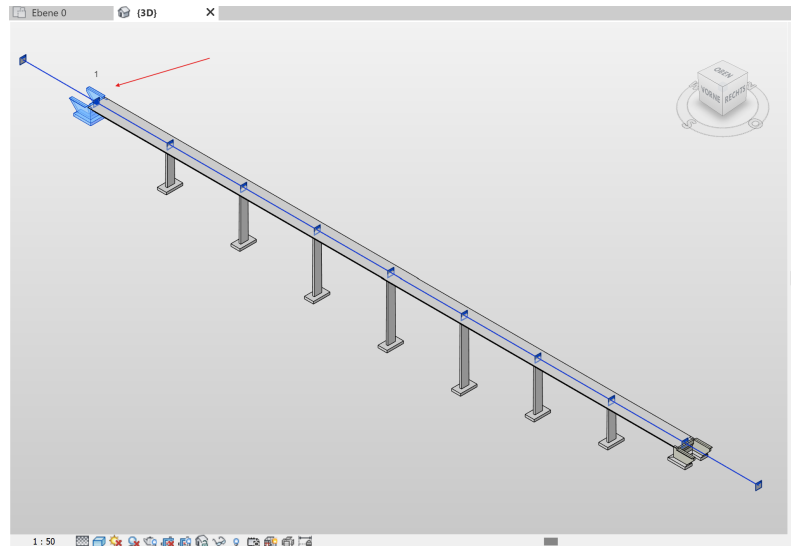 Ebene 0
{3D}
1
OBEN
VORNE
RECHTS
1 : 50